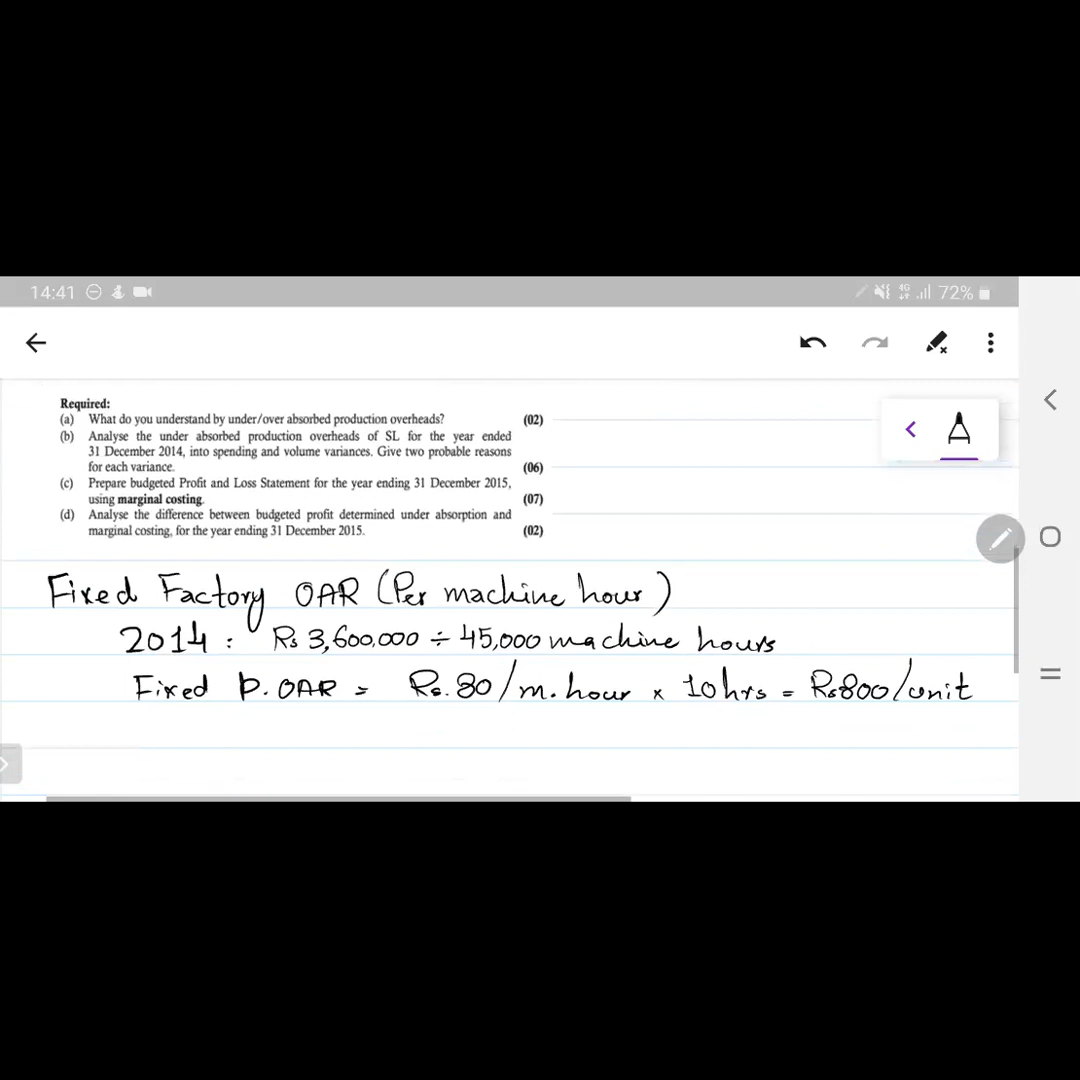 14:41 4G 72%
Required:
(a) What do you understand by under/over absorbed production overheads? (02)
(b) Analyse the under absorbed production overheads of SL for the year ended
31 December 2014, into spending and volume variances. Give two probable reasons
for each variance. (06)
(c) Prepare budgeted Profit and Loss Statement for the year ending 31 December 2015,
using marginal costing. (07)
(d) Analyse the difference between budgeted profit determined under absorption and
marginal costing, for the year ending 31 December 2015. (02)
Fixed Factory OAR (Per machine hour)
2014: Rs 3,600,000 ÷ 45,000 machine hours
Fixed P. OAR = Rs. 80/m. hour x 10 hrs = Rs 800/unit